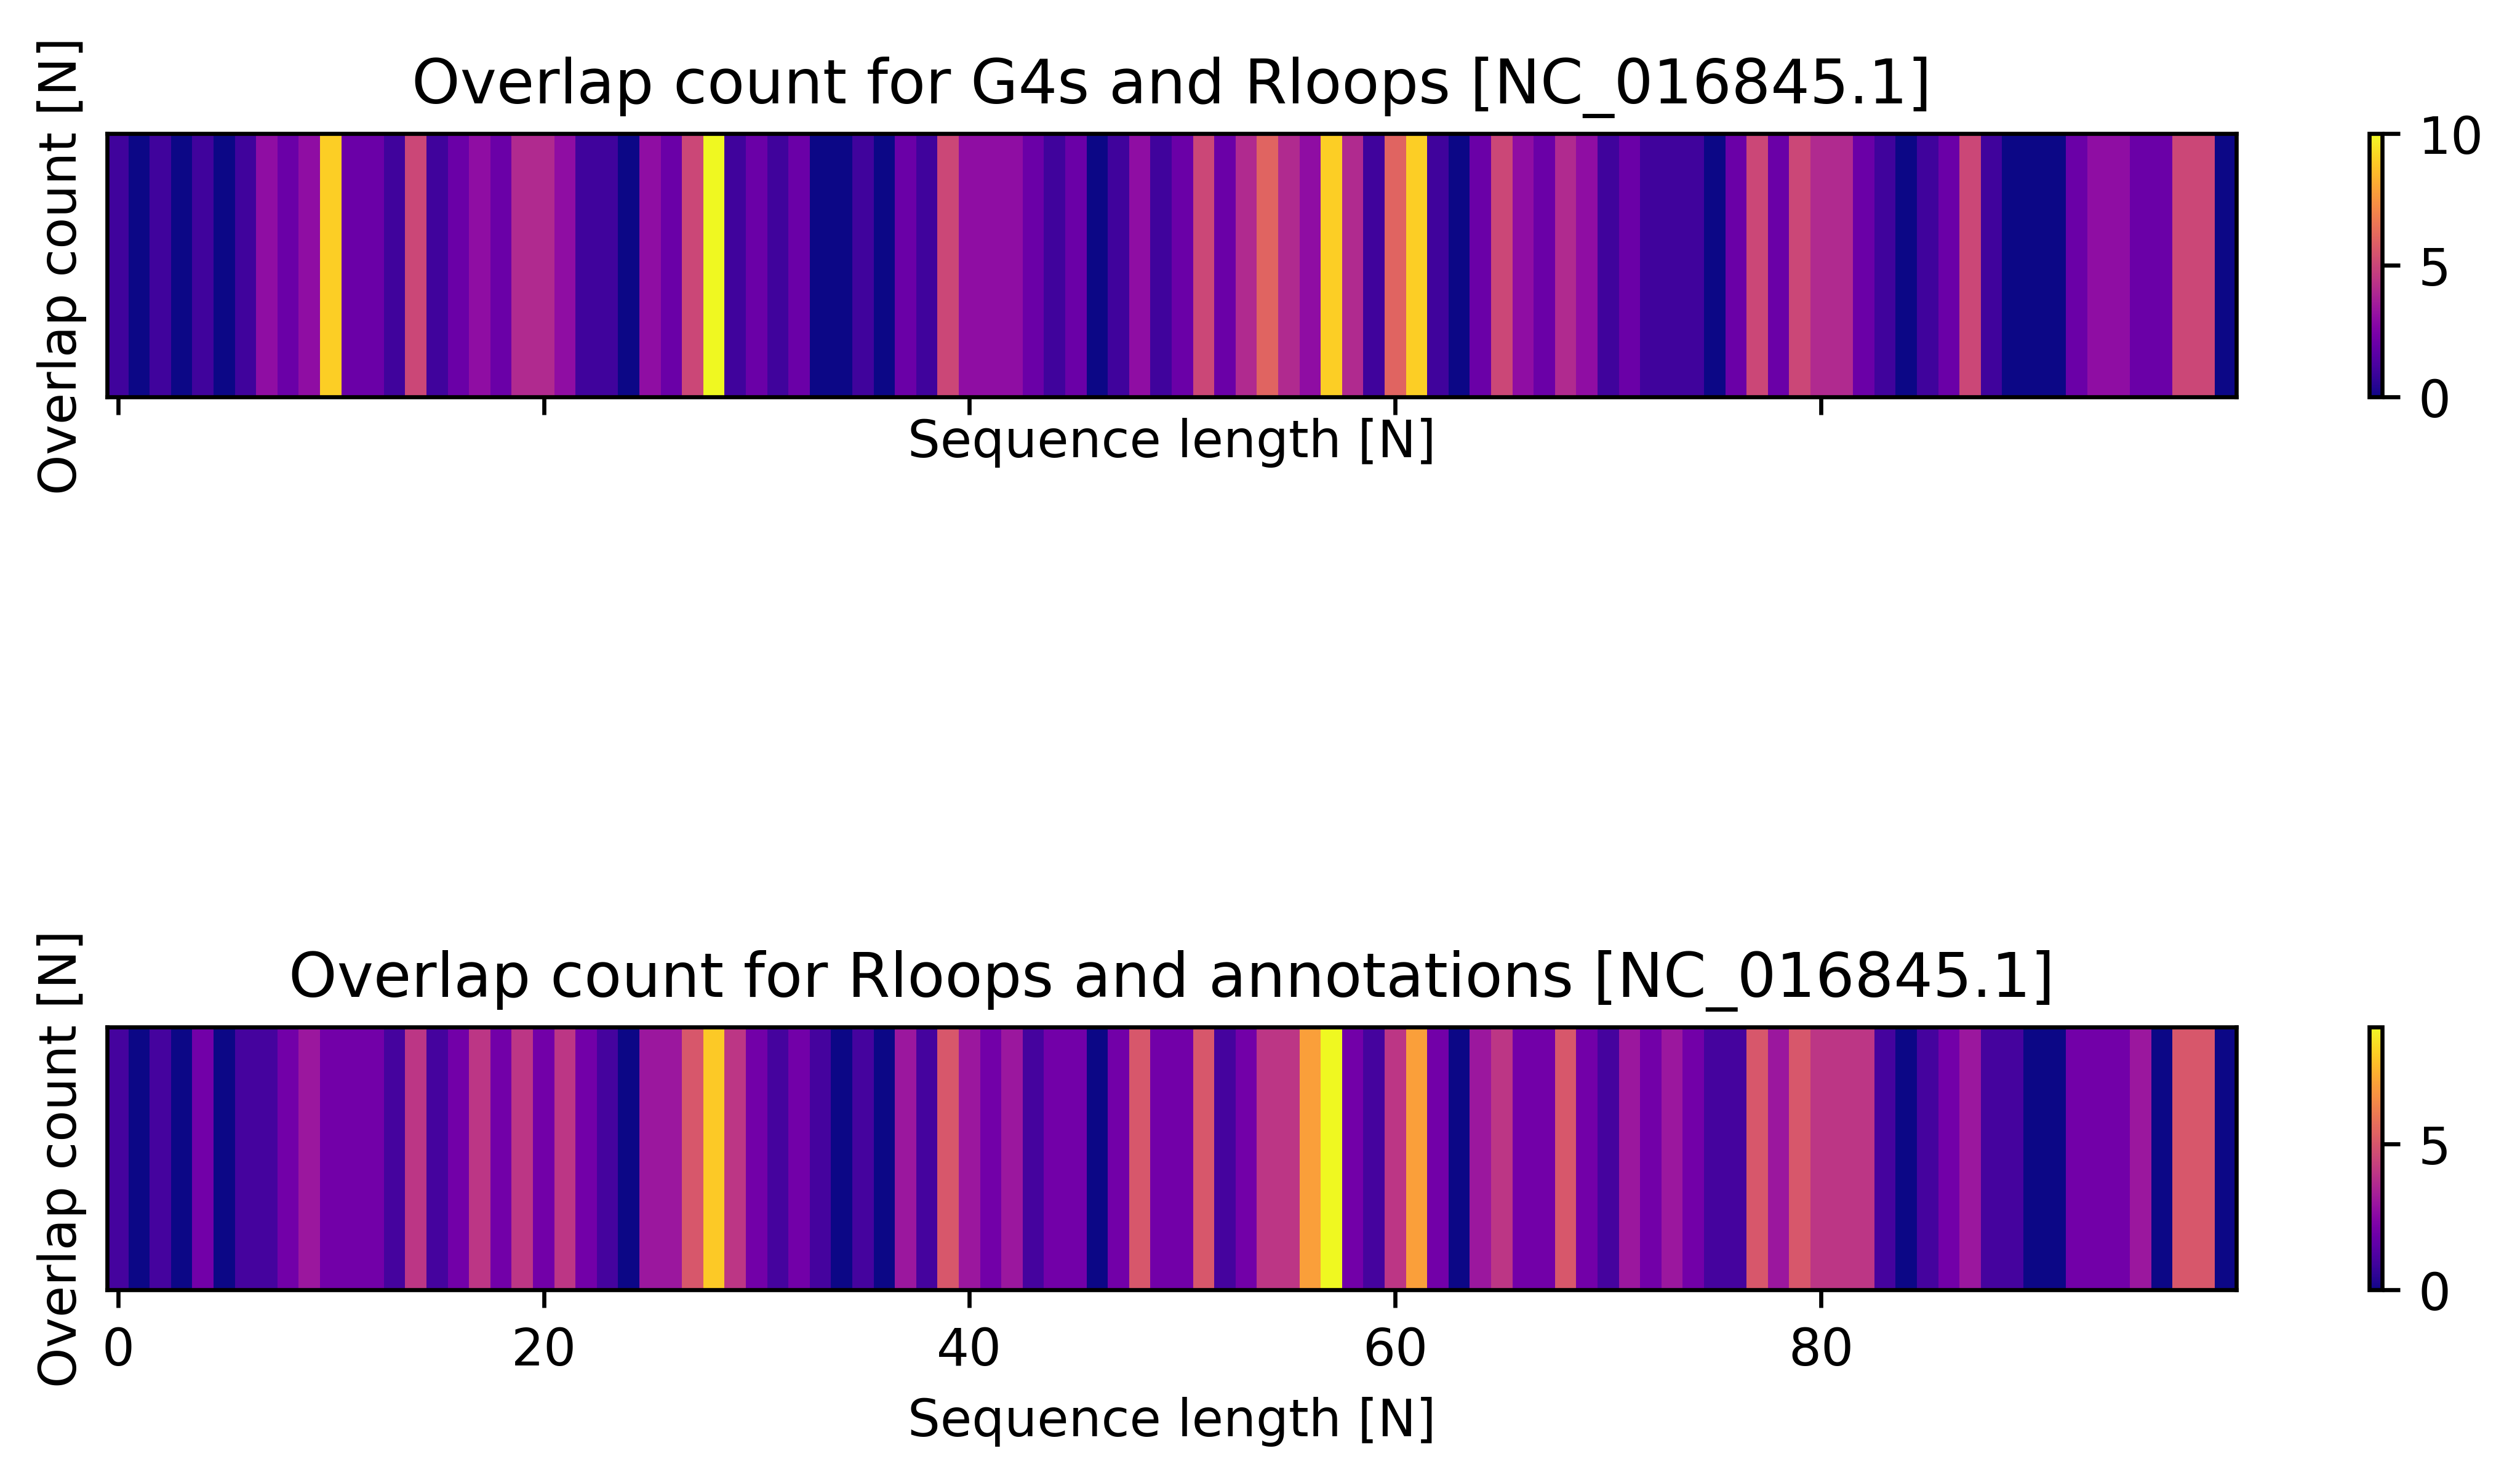 Overlap count for G4s and Rloops [NC_016845.1]
Overlap count [N]
10
5
0
Sequence length [N]
Overlap count for Rloops and annotations [NC_016845.1]
Overlap count [N]
5
0
0 20 40 60 80
Sequence length [N]